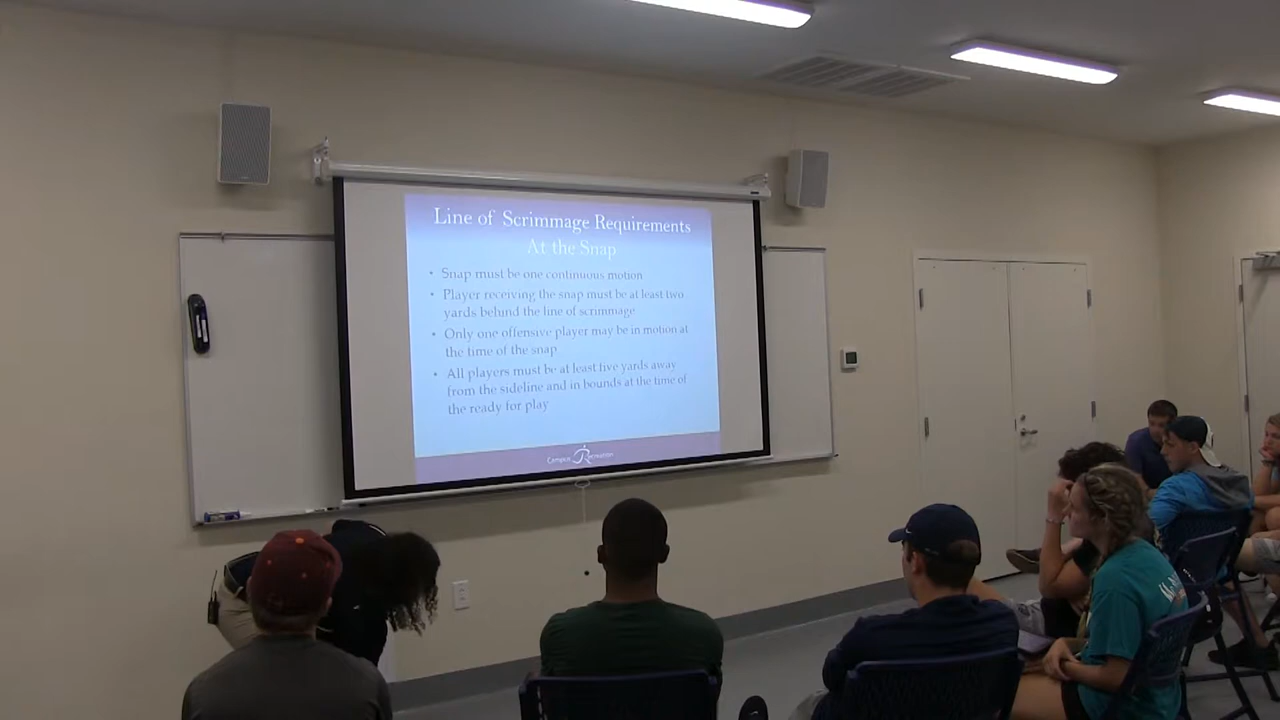 Line of Scrimmage Requirements
At the Snap
• Snap must be one continuous motion
• Player receiving the snap must be at least two
yards behind the line of scrimmage
• Only one offensive player may be in motion at
the time of the snap
• All players must be at least five yards away
from the sideline and in bounds at the time of
the ready for play
Campus Recreation